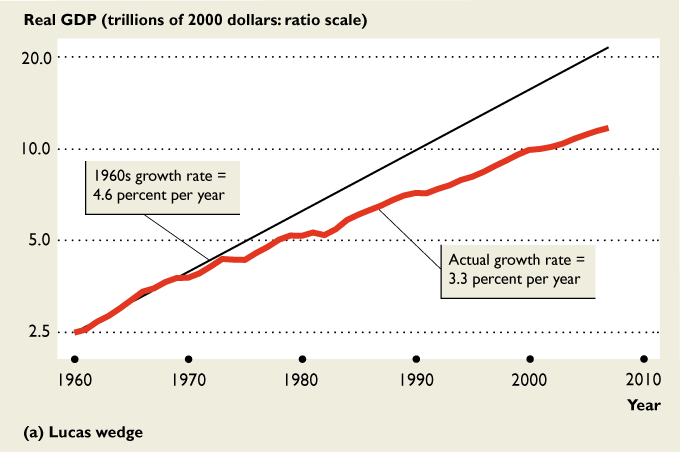 Real GDP (trillions of 2000 dollars: ratio scale)
20.0
10.0
1960s growth rate =
4.6 percent per year
5.0
Actual growth rate =
3.3 percent per year
2.5
1960 1970 1980 1990 2000 2010
Year
(a) Lucas wedge